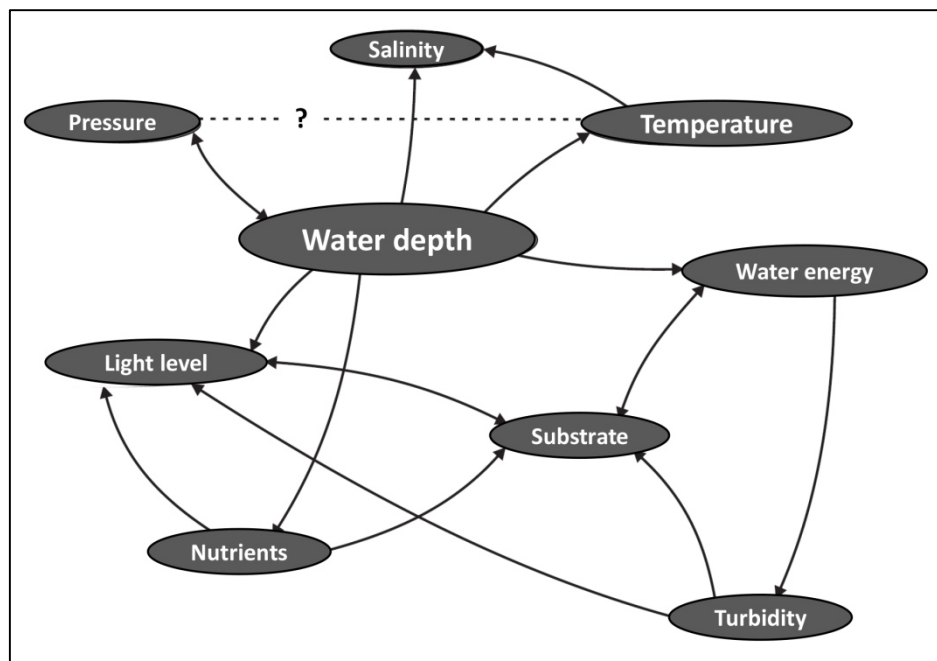 Salinity
Pressure
?
Temperature
Water depth
Water energy
Light level
Substrate
Nutrients
Turbidity